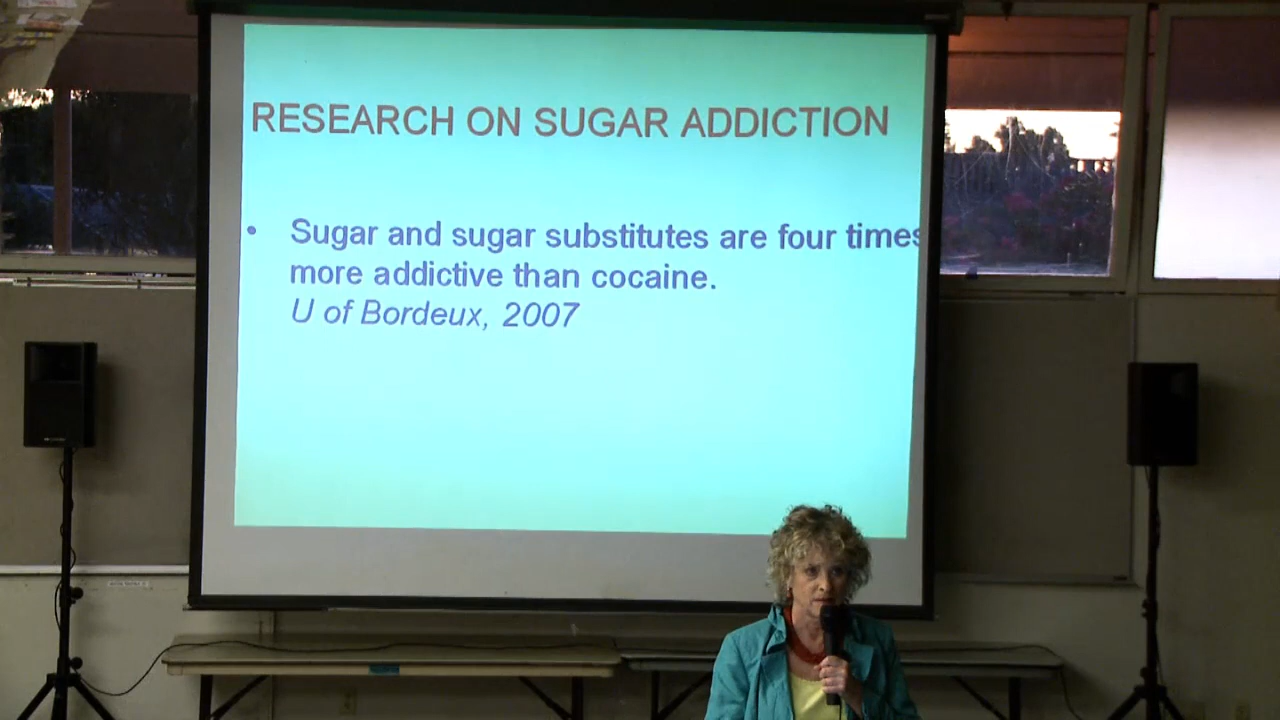 RESEARCH ON SUGAR ADDICTION
• Sugar and sugar substitutes are four times
more addictive than cocaine.
U of Bordeux, 2007